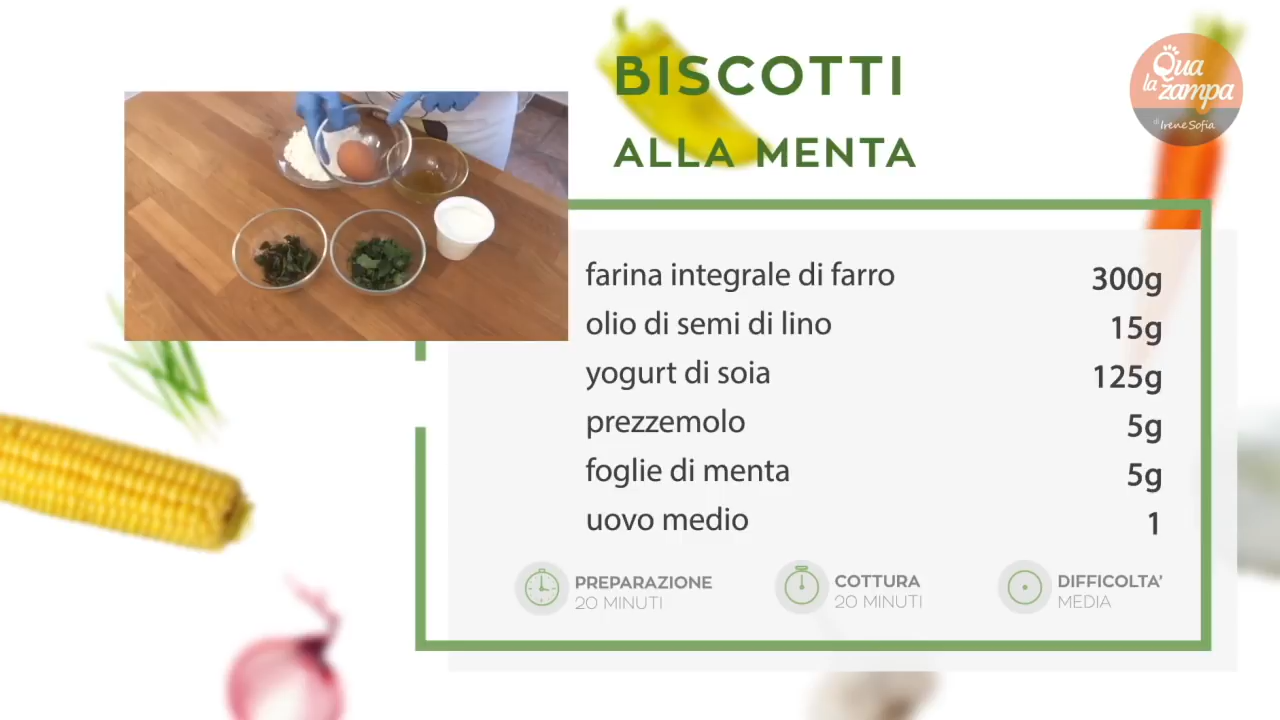 BISCOTTI
ALLA MENTA
Qua
la zampa
di Irene Sofia
farina integrale di farro 300g
olio di semi di lino 15g
yogurt di soia 125g
prezzemolo 5g
foglie di menta 5g
uovo medio 1
PREPARAZIONE
20 MINUTI
COTTURA
20 MINUTI
DIFFICOLTA'
MEDIA